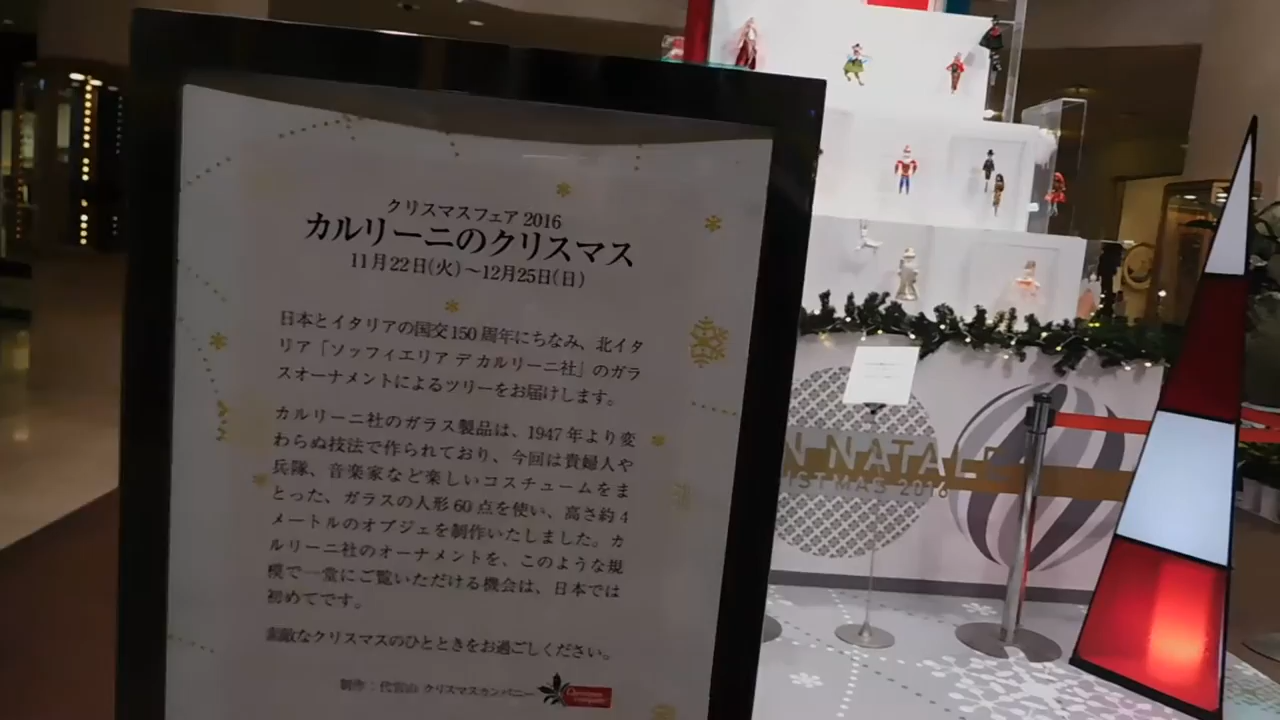 クリスマスフェア 2016
カルリーニのクリスマス
11月22日(火)～12月25日(日)
日本とイタリアの国交150周年にちなみ、北イタ
リア「ソッフィエリア デ カルリーニ社」のガラ
スオーナメントによるツリーをお届けします。
カルリーニ社のガラス製品は、1947年より変
わらぬ技法で作られており、今回は貴婦人や
兵隊、音楽家など楽しいコスチュームをま
とった、ガラスの人形60点を使い、高さ約4
メートルのオブジェを制作いたしました。カ
ルリーニ社のオーナメントを、このような規
模で一堂にご覧いただける機会は、日本では
初めてです。
素敵なクリスマスのひとときをお過ごしください。
制作：代官山 クリスマスカンパニー
Christmas Company
N NATALE
ISTMAS 2016